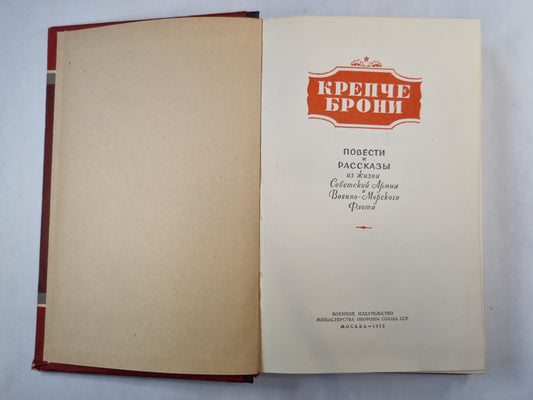 КРЕПЧЕ
БРОНИ
ПОВЕСТИ
и
РАССКАЗЫ
из жизни
Советской Армии
и
Военно-Морского
Флота
ВОЕННОЕ ИЗДАТЕЛЬСТВО
МИНИСТЕРСТВА ОБОРОНЫ СОЮЗА ССР
МОСКВА —